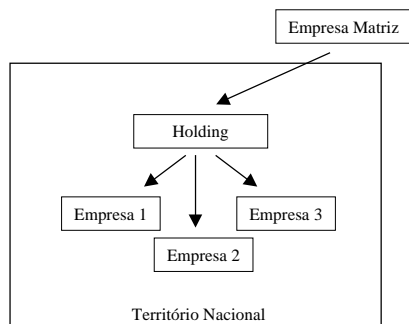 Empresa Matriz
Holding
Empresa 1
Empresa 3
Empresa 2
Território Nacional